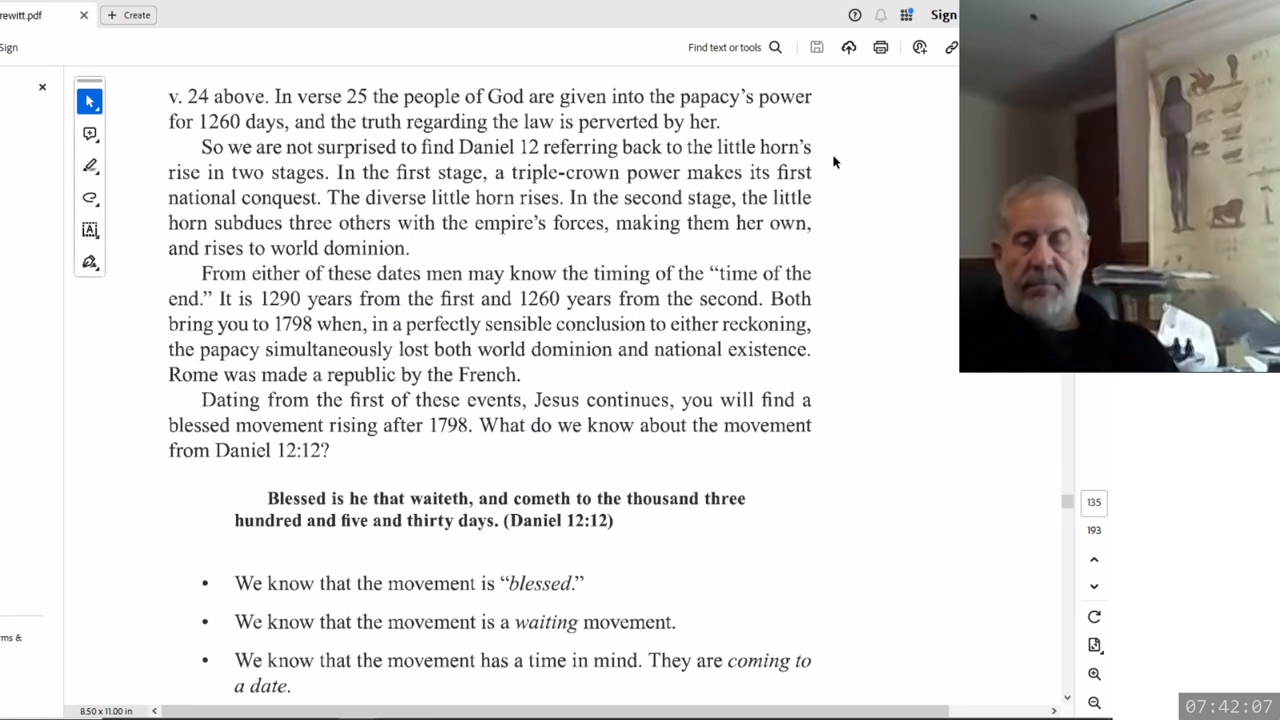 rewitt.pdf
Create
Sign
Sign
Find text or tools
v. 24 above. In verse 25 the people of God are given into the papacy's power
for 1260 days, and the truth regarding the law is perverted by her.
So we are not surprised to find Daniel 12 referring back to the little horn's
rise in two stages. In the first stage, a triple-crown power makes its first
national conquest. The diverse little horn rises. In the second stage, the little
horn subdues three others with the empire's forces, making them her own,
and rises to world dominion.
From either of these dates men may know the timing of the “time of the
end.” It is 1290 years from the first and 1260 years from the second. Both
bring you to 1798 when, in a perfectly sensible conclusion to either reckoning,
the papacy simultaneously lost both world dominion and national existence.
Rome was made a republic by the French.
Dating from the first of these events, Jesus continues, you will find a
blessed movement rising after 1798. What do we know about the movement
from Daniel 12:12?
Blessed is he that waiteth, and cometh to the thousand three
hundred and five and thirty days. (Daniel 12:12)
• We know that the movement is “blessed.”
• We know that the movement is a waiting movement.
• We know that the movement has a time in mind. They are coming to
a date.
135
193
rms &
8.50 x 11.00 in
07:42:07